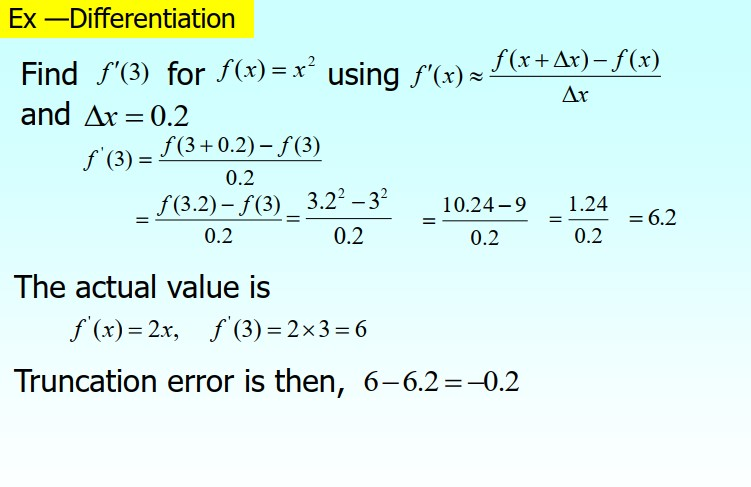 Ex —Differentiation
Find f′(3) for f(x) = x² using f′(x) ≈ (f(x + Δx) − f(x)) / Δx
and Δx = 0.2
f'(3) = (f(3 + 0.2) − f(3)) / 0.2
= (f(3.2) − f(3)) / 0.2 = (3.2² − 3²) / 0.2 = (10.24 − 9) / 0.2 = 1.24 / 0.2 = 6.2
The actual value is
f'(x) = 2x, f'(3) = 2 × 3 = 6
Truncation error is then, 6 − 6.2 = −0.2